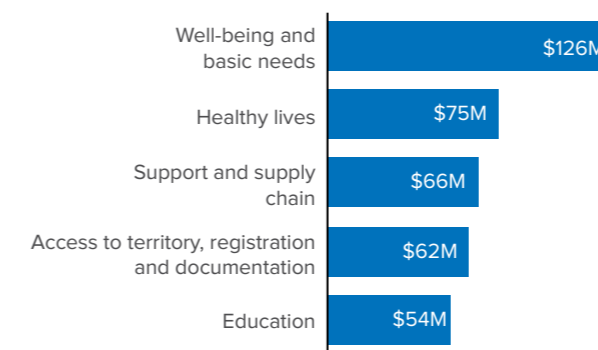 Well-being and
basic needs
$126M
Healthy lives
$75M
Support and supply
chain
$66M
Access to territory, registration
and documentation
$62M
Education
$54M